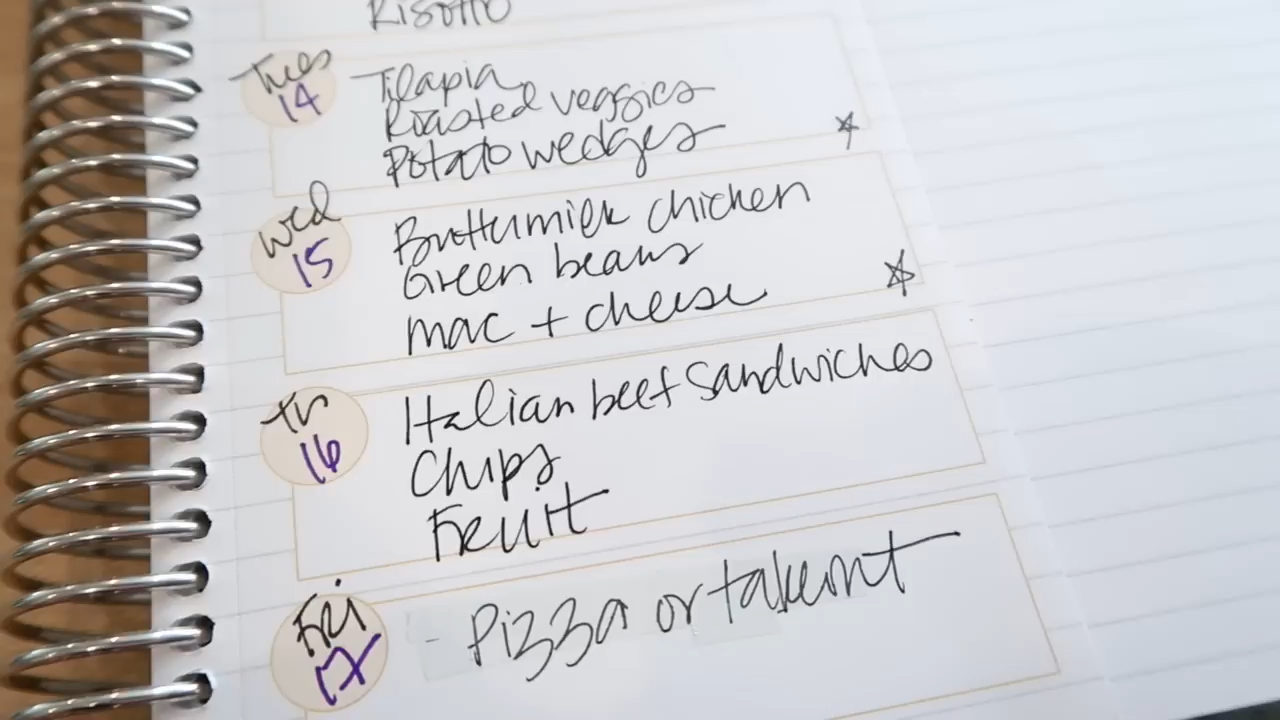 Risotto
Tues
14
Tilapia
Roasted veggies
Potato wedges
Wed
15
Buttermilk chicken
Green beans
mac + cheese
Th
16
Italian beef sandwiches
Chips
Fruit
Fri
17
- Pizza or takeout